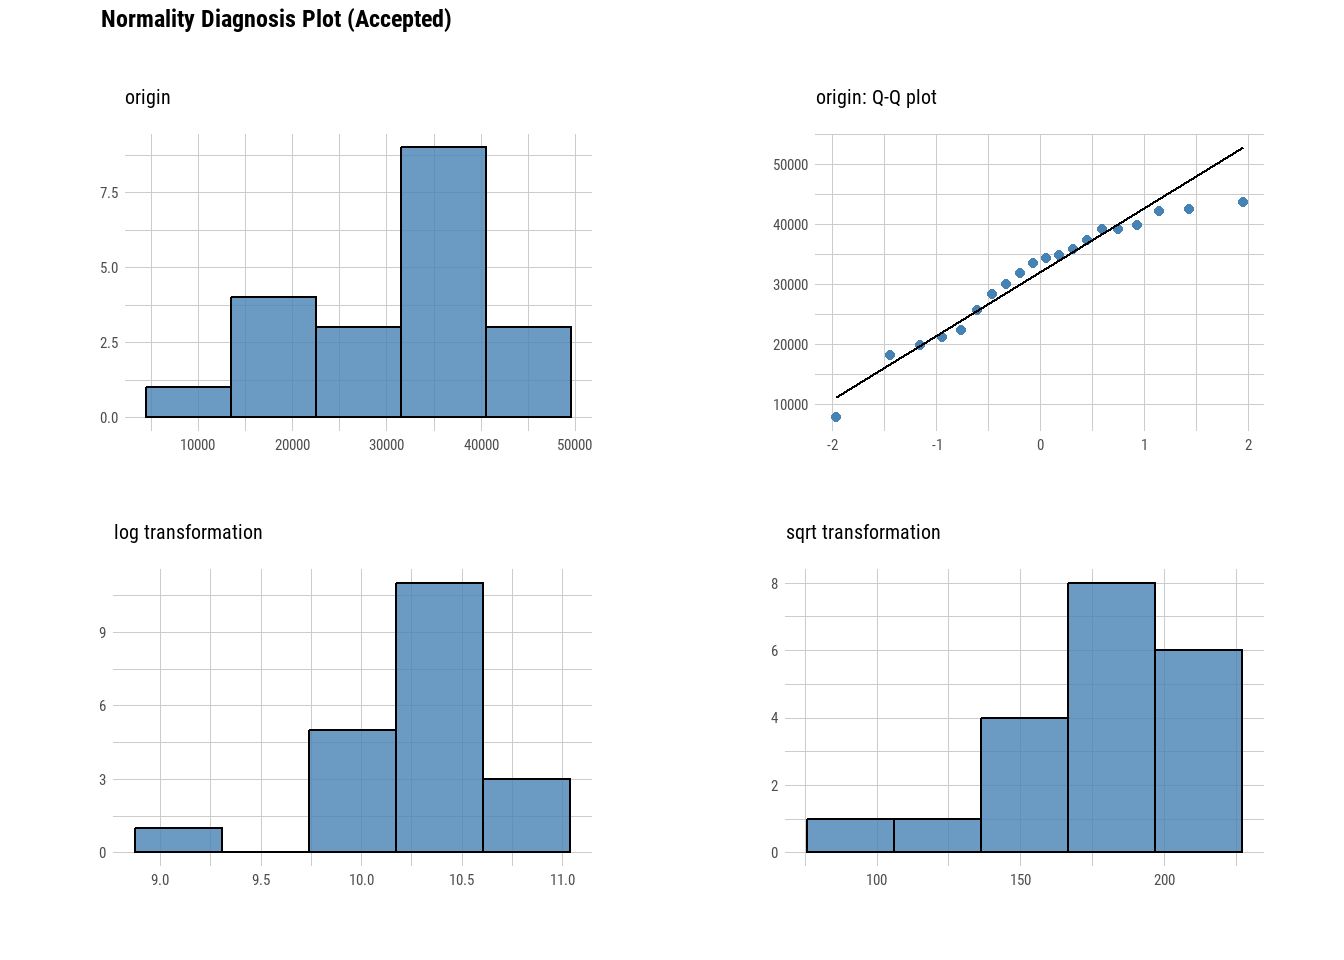 Normality Diagnosis Plot (Accepted)
origin
7.5
5.0
2.5
0.0
10000 20000 30000 40000 50000
origin: Q-Q plot
50000
40000
30000
20000
10000
-2 -1 0 1 2
log transformation
9
6
3
0
9.0 9.5 10.0 10.5 11.0
sqrt transformation
8
6
4
2
0
100 150 200